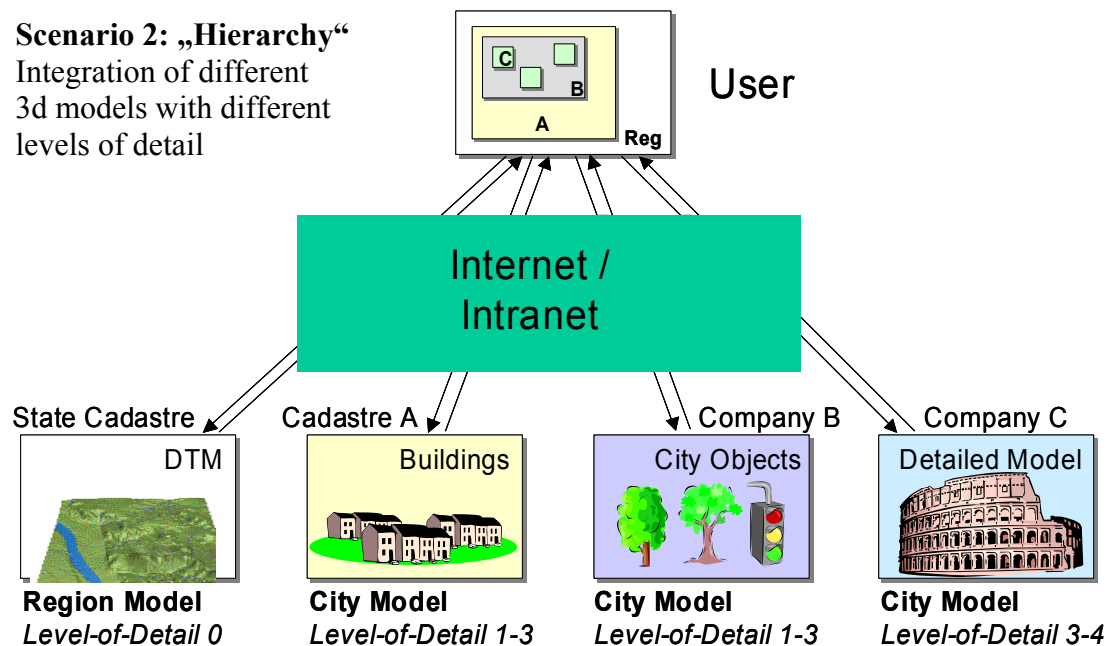 Scenario 2: „Hierarchy“
Integration of different
3d models with different
levels of detail
C
B
A
Reg
User
Internet /
Intranet
State Cadastre
DTM
Region Model
Level-of-Detail 0
Cadastre A
Buildings
City Model
Level-of-Detail 1-3
Company B
City Objects
City Model
Level-of-Detail 1-3
Company C
Detailed Model
City Model
Level-of-Detail 3-4